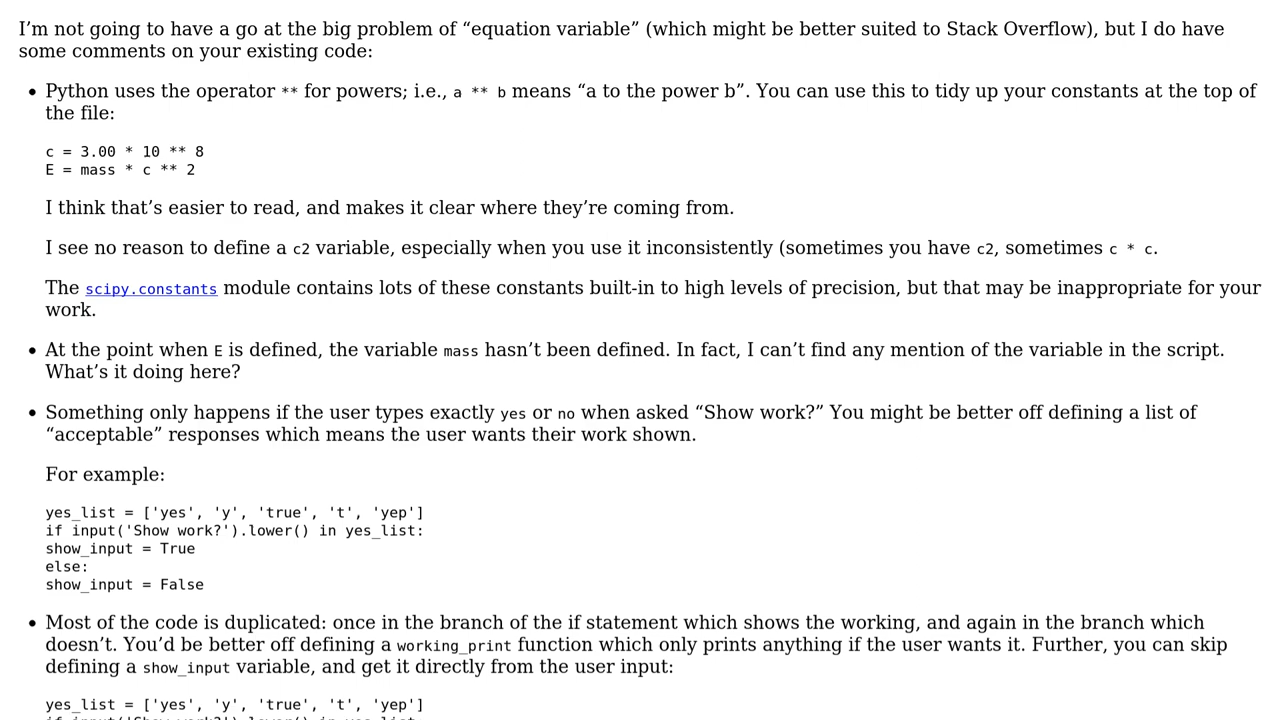 I’m not going to have a go at the big problem of “equation variable” (which might be better suited to Stack Overflow), but I do have
some comments on your existing code:
• Python uses the operator ** for powers; i.e., a ** b means “a to the power b”. You can use this to tidy up your constants at the top of
the file:
c = 3.00 * 10 ** 8
E = mass * c ** 2
I think that’s easier to read, and makes it clear where they’re coming from.
I see no reason to define a c2 variable, especially when you use it inconsistently (sometimes you have c2, sometimes c * c.
The scipy.constants module contains lots of these constants built-in to high levels of precision, but that may be inappropriate for your
work.
• At the point when E is defined, the variable mass hasn’t been defined. In fact, I can’t find any mention of the variable in the script.
What’s it doing here?
• Something only happens if the user types exactly yes or no when asked “Show work?” You might be better off defining a list of
“acceptable” responses which means the user wants their work shown.
For example:
yes_list = ['yes', 'y', 'true', 't', 'yep']
if input('Show work?').lower() in yes_list:
show_input = True
else:
show_input = False
• Most of the code is duplicated: once in the branch of the if statement which shows the working, and again in the branch which
doesn’t. You’d be better off defining a working_print function which only prints anything if the user wants it. Further, you can skip
defining a show_input variable, and get it directly from the user input:
yes_list = ['yes', 'y', 'true', 't', 'yep']
if input('Show work?').lower() in yes_list: